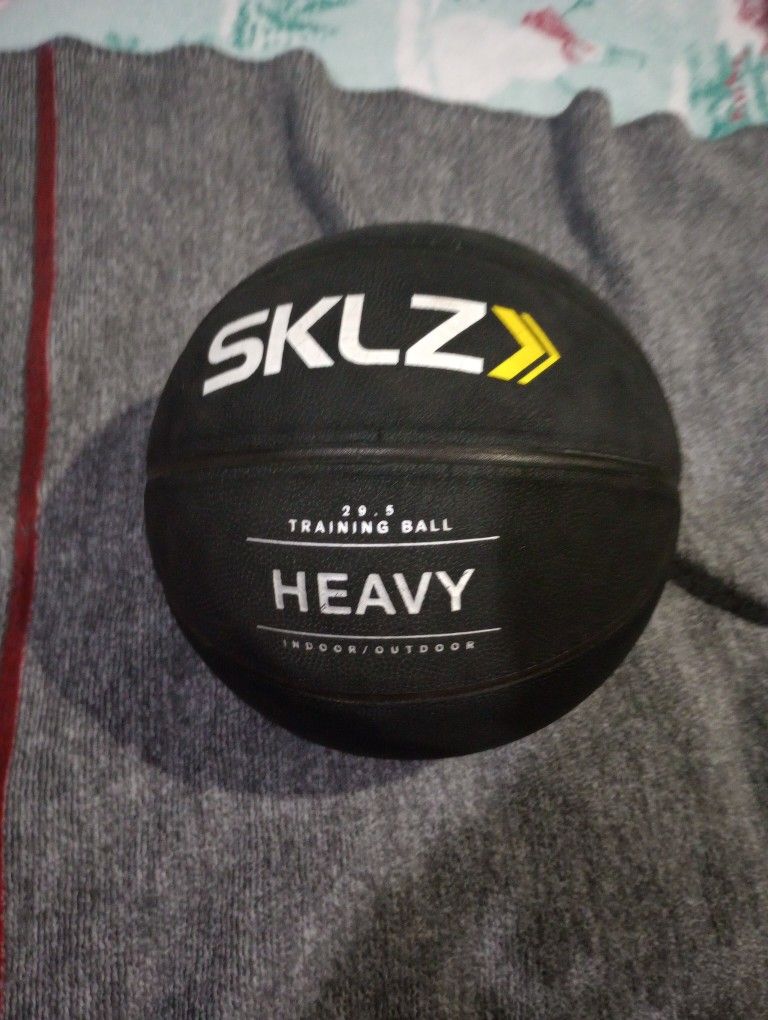 SKLZ
29.5
TRAINING BALL
HEAVY
INDOOR/OUTDOOR